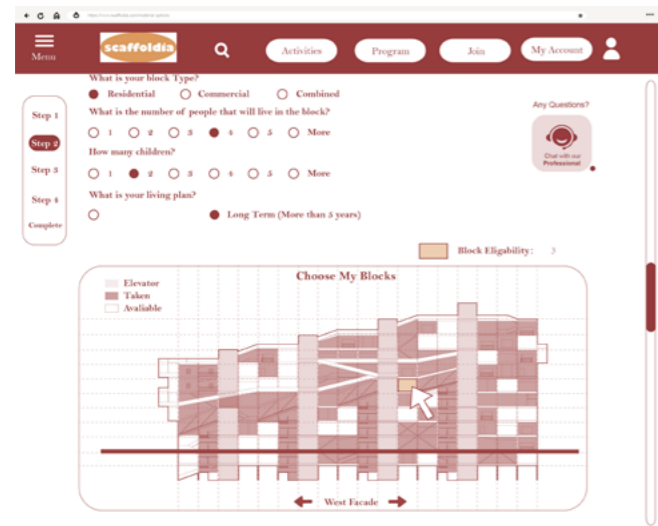 Menu
scaffoldia
Activities
Program
Join
My Account
What is your block Type?
Residential Commercial Combined
What is the number of people that will live in the block?
1 2 3 4 5 More
How many children?
1 2 3 4 5 More
What is your living plan?
Long Term (More than 5 years)
Step 1
Step 2
Step 3
Step 4
Complete
Any Questions?
Chat with our
Professional
Block Eligability: 3
Choose My Blocks
Elevator
Taken
Avaliable
West Facade